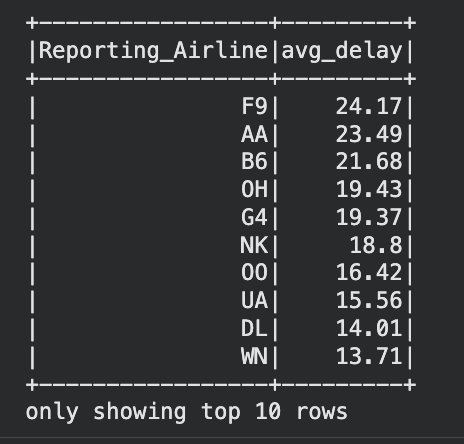 +-----------------+---------+
|Reporting_Airline|avg_delay|
+-----------------+---------+
|               F9|    24.17|
|               AA|    23.49|
|               B6|    21.68|
|               OH|    19.43|
|               G4|    19.37|
|               NK|     18.8|
|               OO|    16.42|
|               UA|    15.56|
|               DL|    14.01|
|               WN|    13.71|
+-----------------+---------+
only showing top 10 rows